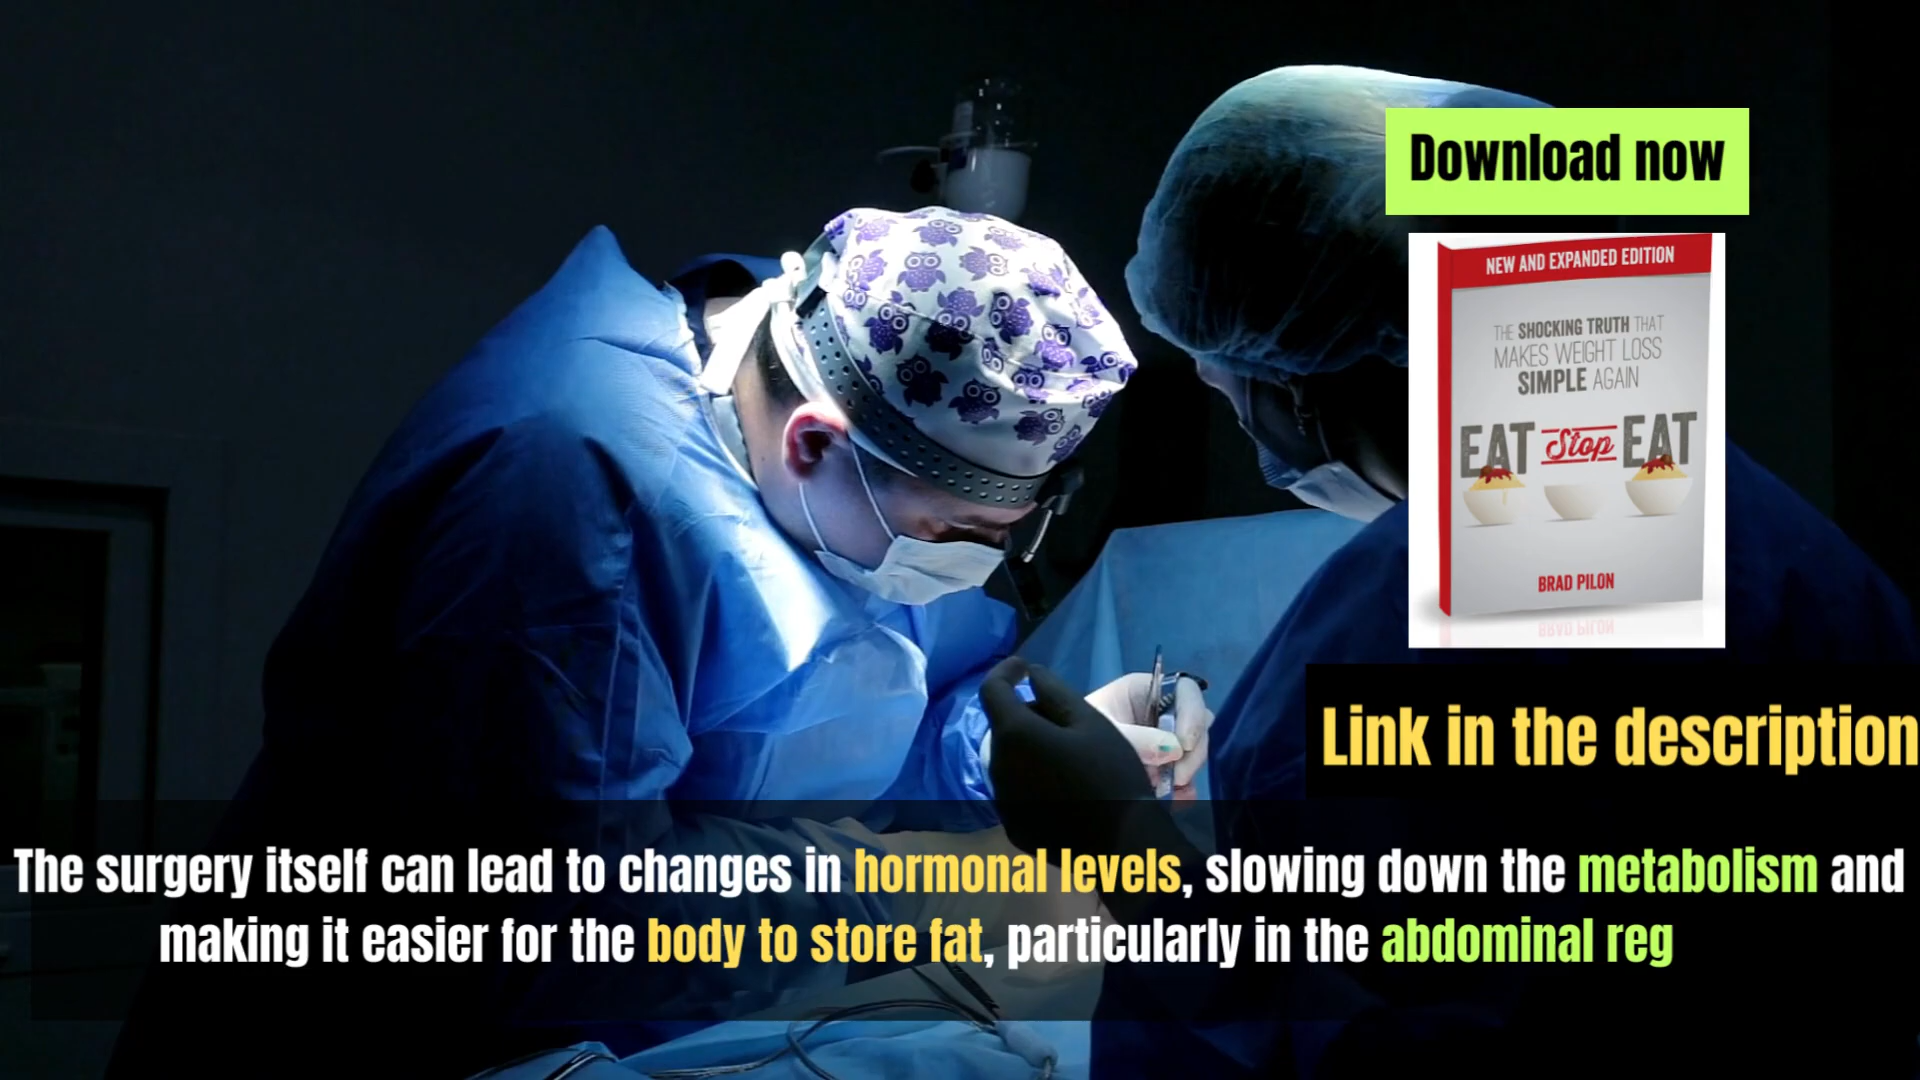 Download now
NEW AND EXPANDED EDITION
THE SHOCKING TRUTH THAT
MAKES WEIGHT LOSS
SIMPLE AGAIN
EAT Stop EAT
BRAD PILON
Link in the description
The surgery itself can lead to changes in hormonal levels, slowing down the metabolism and
making it easier for the body to store fat, particularly in the abdominal reg